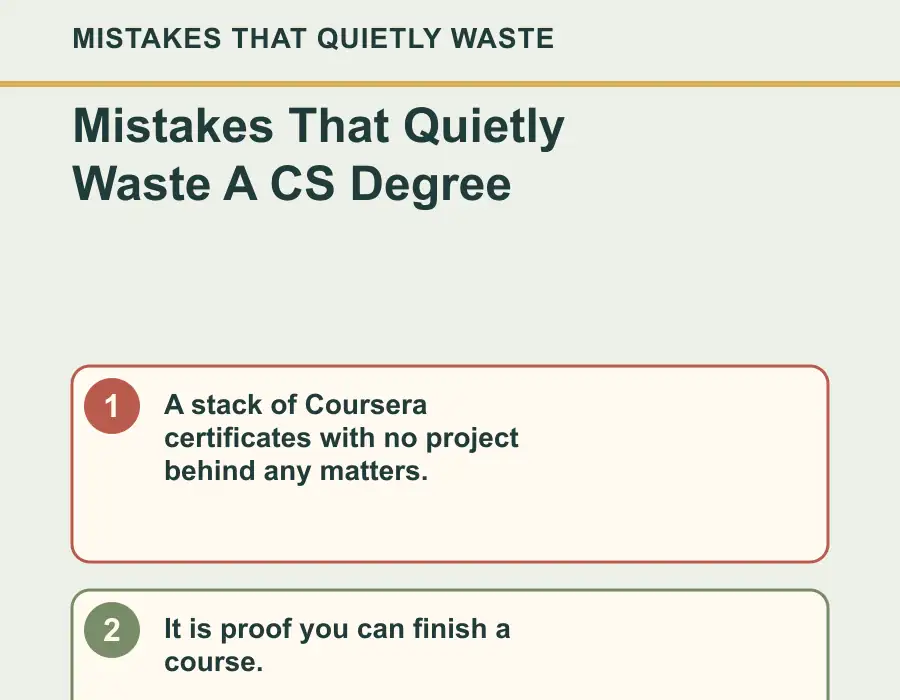 MISTAKES THAT QUIETLY WASTE
Mistakes That Quietly
Waste A CS Degree
1
A stack of Coursera
certificates with no project
behind any matters.
2
It is proof you can finish a
course.